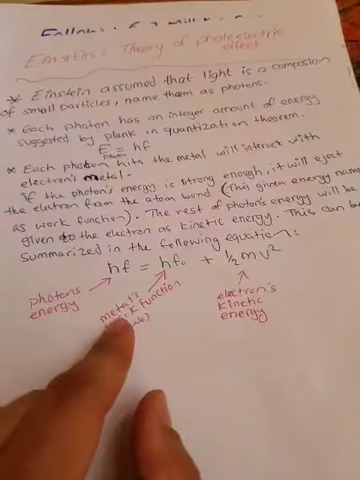 Einstein's Theory of photoelectric
effect
* Einstein assumed that light is a composion
of small particles, name them as photons.
* Each photon has an integer amount of energy
suggested by plank in quantization theorem.
E = hf
photon
* Each photon hits the metal will interact with
electron's metal.
if the photon's energy is strong enough, it will eject
the electron from the atom bond (This given energy name
as work function). The rest of photon's energy will be
given to the electron as kinetic energy. This can be
summarized in the following equation:
hf = hf₀ + 1/2 m v²
photons
energy
metal's
function
electron's
kinetic
energy